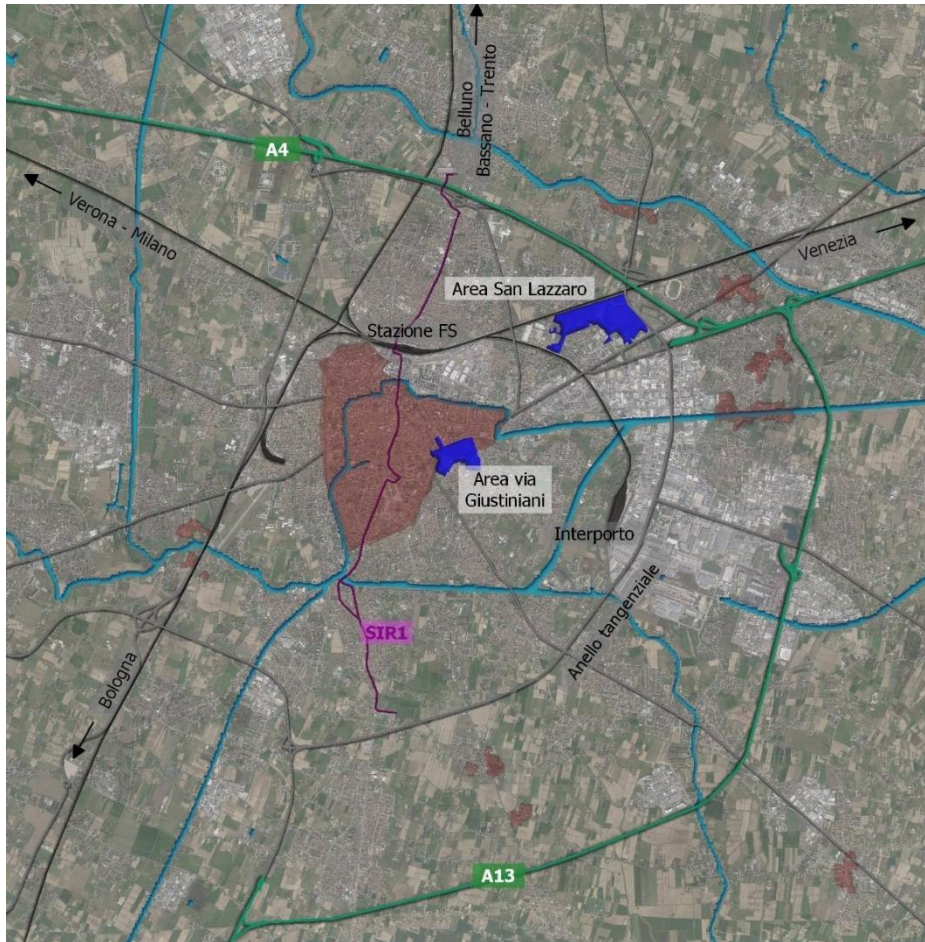 Belluno
Bassano - Trento
A4
Verona - Milano
Venezia
Area San Lazzaro
Stazione FS
Area via
Giustiniani
Interporto
Anello tangenziale
SIR1
Bologna
A13